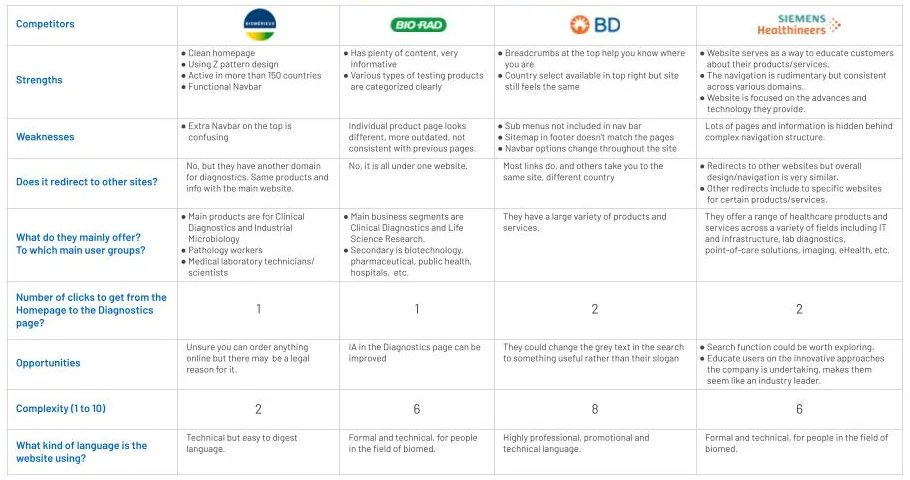 Competitors
BIOMÉRIEUX
BIO-RAD
BD
SIEMENS
Healthineers
Strengths
● Clean homepage
● Using Z pattern design
● Active in more than 150 countries
● Functional Navbar
● Has plenty of content, very
informative
● Various types of testing products
are categorized clearly
● Breadcrumbs at the top help you know where
you are
● Country select available in top right but site
still feels the same
● Website serves as a way to educate customers
about their products/services.
● The navigation is rudimentary but consistent
across various domains.
● Website is focused on the advances and
technology they provide.
Weaknesses
● Extra Navbar on the top is
confusing
Individual product page looks
different, more outdated, not
consistent with previous pages.
● Sub menus not included in nav bar
● Sitemap in footer doesn't match the pages
● Navbar options change throughout the site
Lots of pages and information is hidden behind
complex navigation structure.
Does it redirect to other sites?
No, but they have another domain
for diagnostics. Same products and
info with the main website.
No, it is all under one website.
Most links do, and others take you to the
same site, different country
● Redirects to other websites but overall
design/navigation is very similar.
● Other redirects include to specific websites
for certain products/services.
What do they mainly offer?
To which main user groups?
● Main products are for Clinical
Diagnostics and Industrial
Microbiology
● Pathology workers
● Medical laboratory technicians/
scientists
● Main business segments are
Clinical Diagnostics and Life
Science Research.
● Secondary is biotechnology,
pharmaceutical, public health,
hospitals, etc.
They have a large variety of products and
services.
They offer a range of healthcare products and
services across a variety of fields including IT
and infrastructure, lab diagnostics,
point-of-care solutions, imaging, eHealth, etc.
Number of clicks to get from the
Homepage to the Diagnostics
page?
1
1
2
2
Opportunities
Unsure you can order anything
online but there may be a legal
reason for it.
IA in the Diagnostics page can be
improved
They could change the grey text in the search
to something useful rather than their slogan
● Search function could be worth exploring.
● Educate users on the innovative approaches
the company is undertaking, makes them
seem like an industry leader.
Complexity (1 to 10)
2
6
8
6
What kind of language is the
website using?
Technical but easy to digest
language.
Formal and technical, for people
in the field of biomed.
Highly professional, promotional and
technical language.
Formal and technical, for people in the field of
biomed.